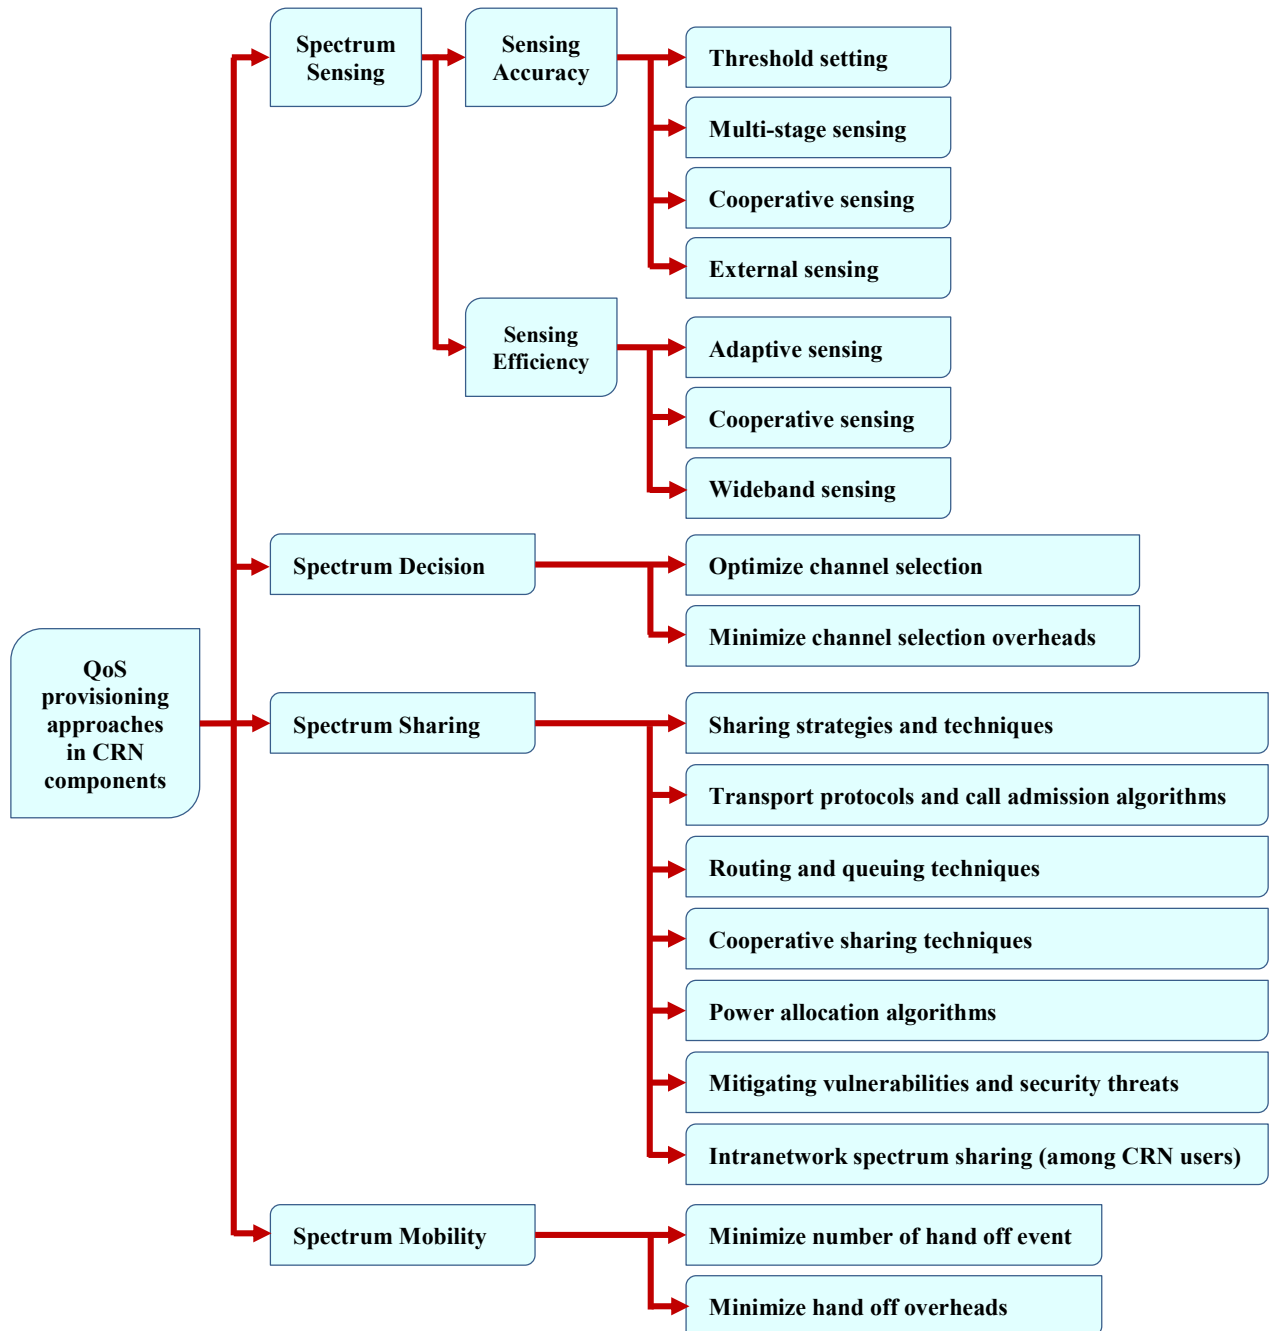 Spectrum
Sensing
Sensing
Accuracy
Threshold setting
Multi-stage sensing
Cooperative sensing
External sensing
Sensing
Efficiency
Adaptive sensing
Cooperative sensing
Wideband sensing
Spectrum Decision
Optimize channel selection
Minimize channel selection overheads
QoS
provisioning
approaches
in CRN
components
Spectrum Sharing
Sharing strategies and techniques
Transport protocols and call admission algorithms
Routing and queuing techniques
Cooperative sharing techniques
Power allocation algorithms
Mitigating vulnerabilities and security threats
Intranetwork spectrum sharing (among CRN users)
Spectrum Mobility
Minimize number of hand off event
Minimize hand off overheads